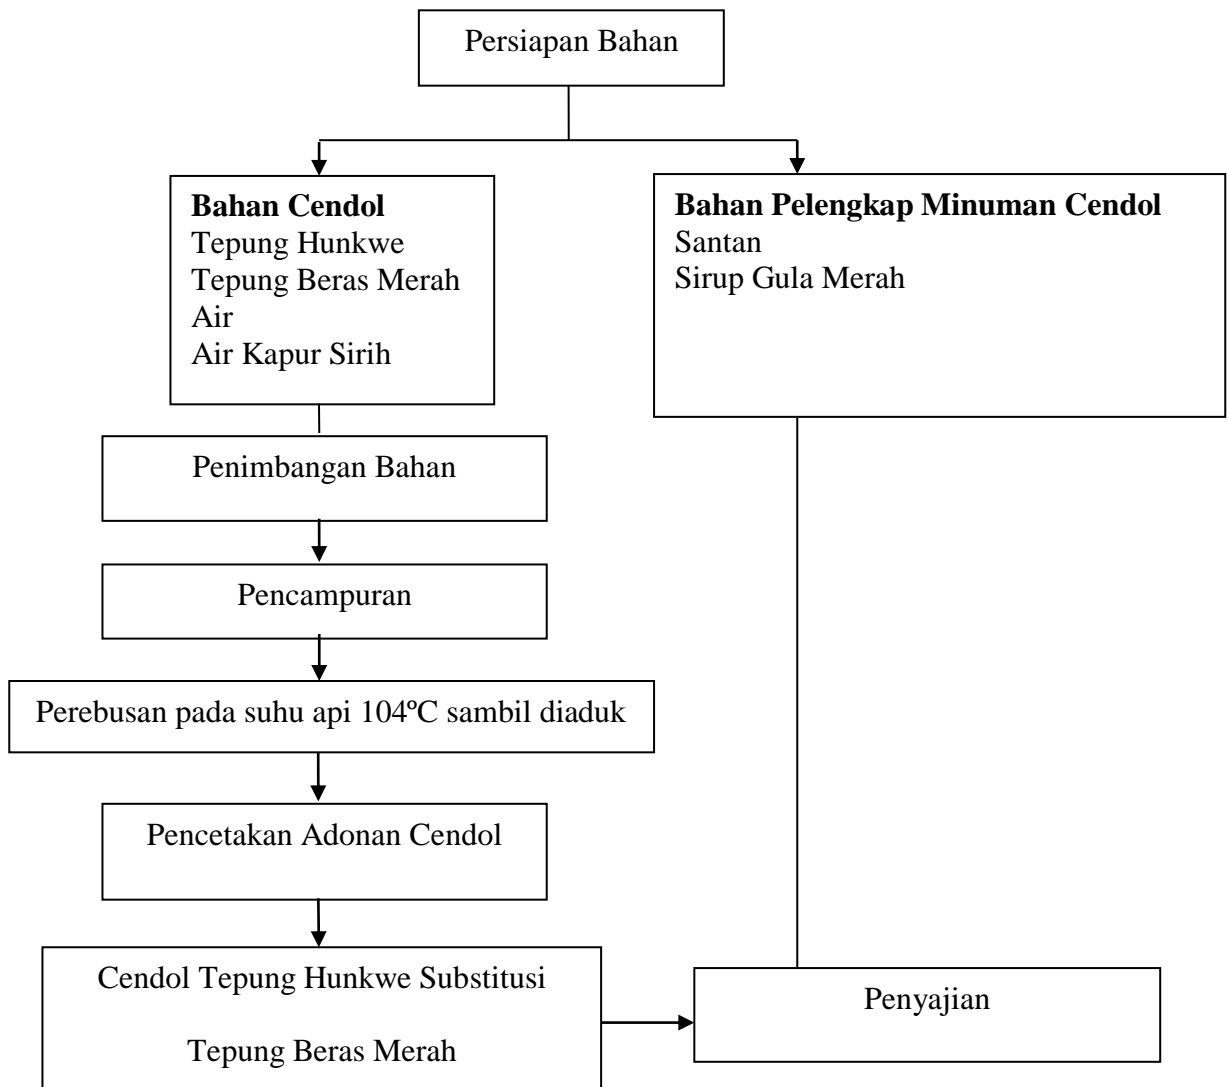 Persiapan Bahan
Bahan Cendol
Tepung Hunkwe
Tepung Beras Merah
Air
Air Kapur Sirih
Bahan Pelengkap Minuman Cendol
Santan
Sirup Gula Merah
Penimbangan Bahan
Pencampuran
Perebusan pada suhu api 104ºC sambil diaduk
Pencetakan Adonan Cendol
Cendol Tepung Hunkwe Substitusi
Tepung Beras Merah
Penyajian